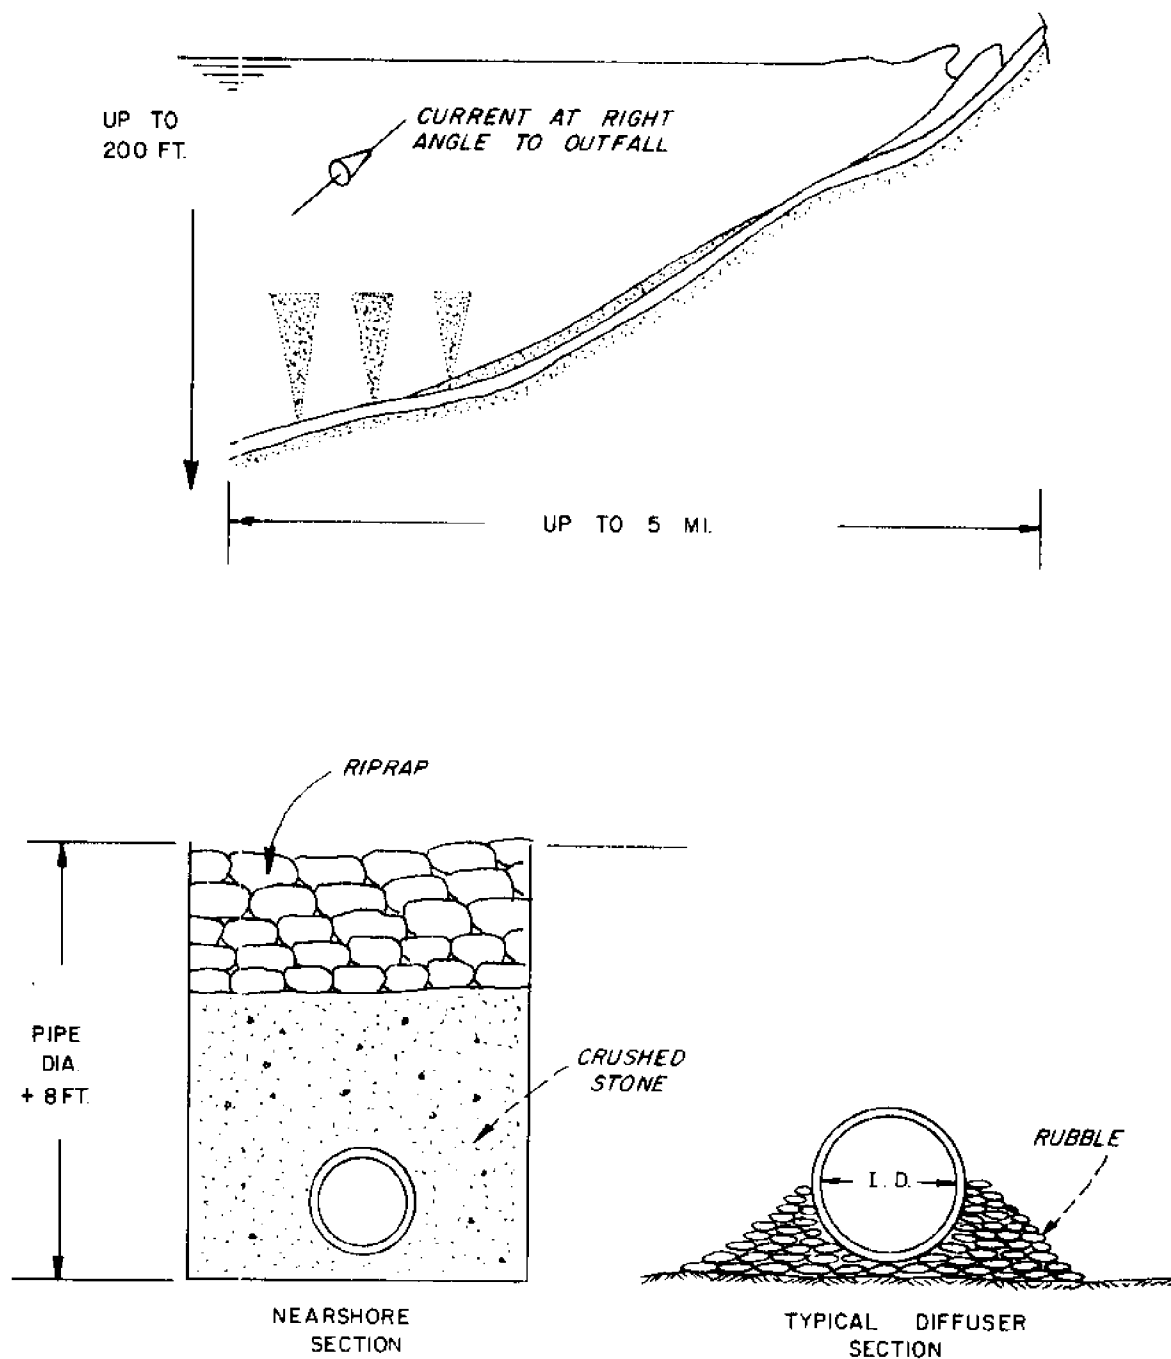 UP TO
200 FT.
CURRENT AT RIGHT
ANGLE TO OUTFALL
UP TO 5 MI.
RIPRAP
PIPE
DIA.
+ 8 FT.
CRUSHED
STONE
I. D.
RUBBLE
NEARSHORE
SECTION
TYPICAL DIFFUSER
SECTION